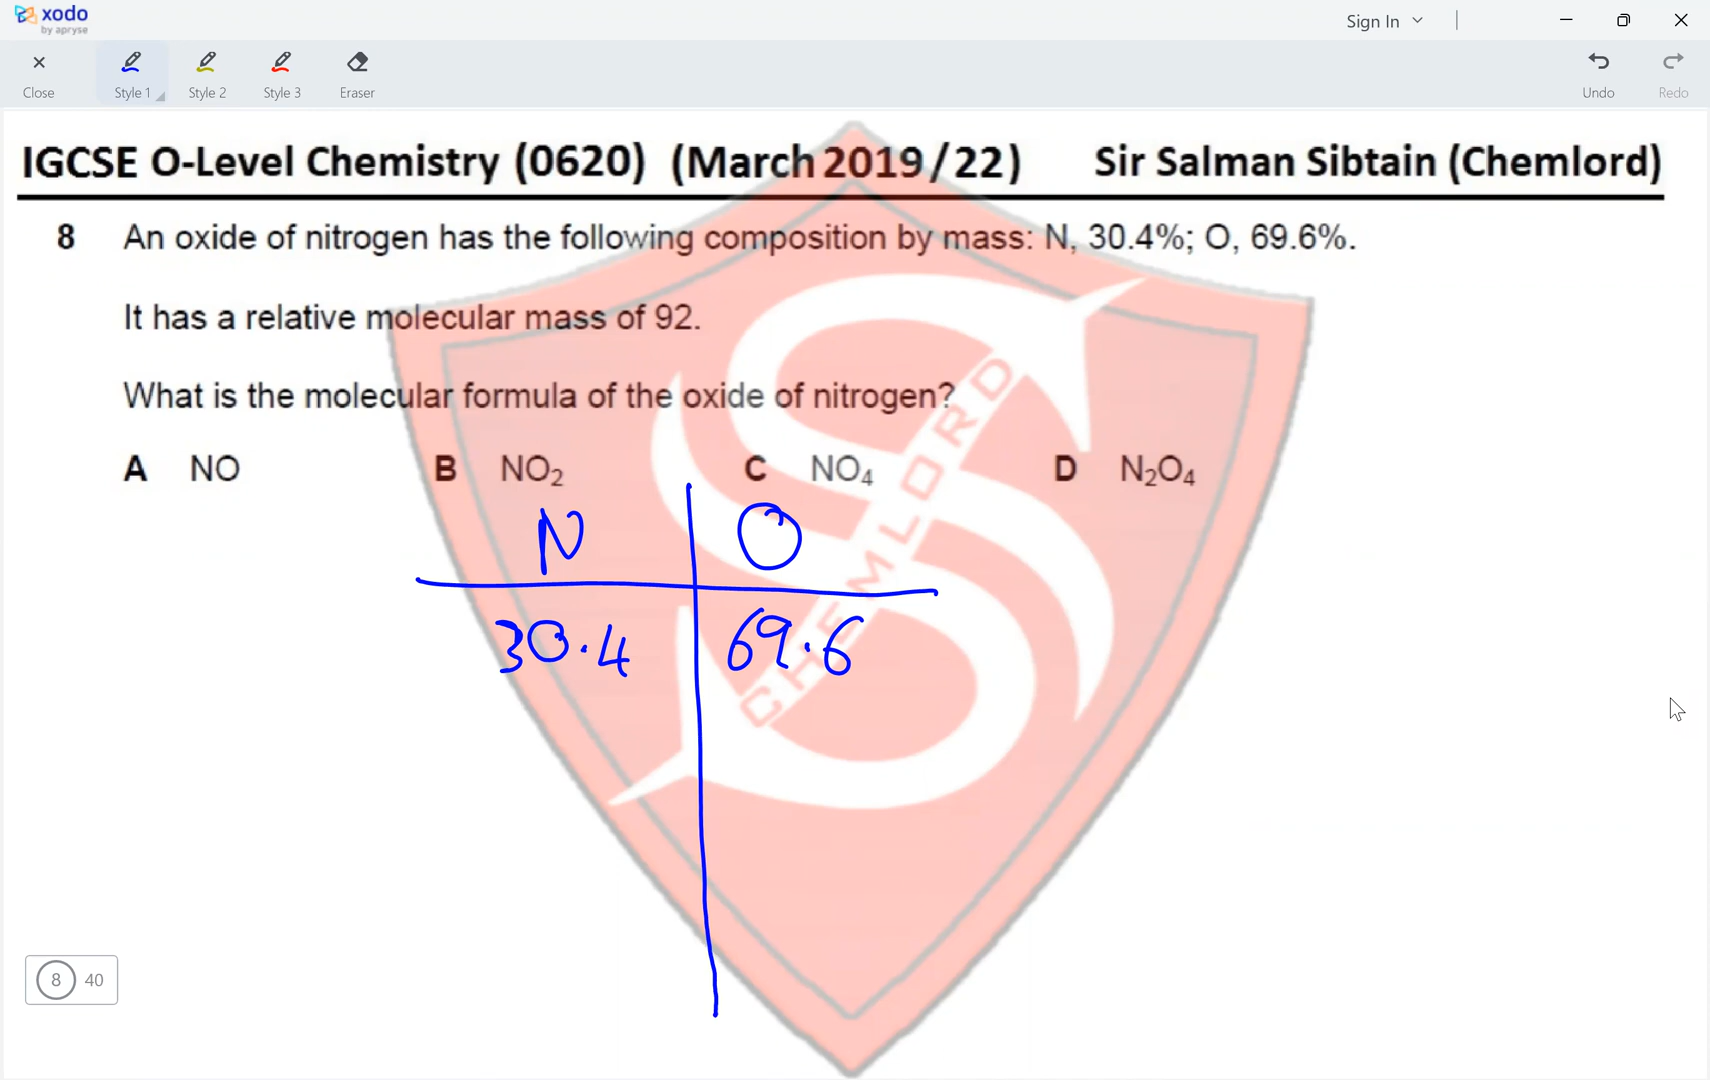 xodo
by apryse
Sign In
Close
Style 1
Style 2
Style 3
Eraser
Undo
Redo
IGCSE O-Level Chemistry (0620) (March 2019/22) Sir Salman Sibtain (Chemlord)
8 An oxide of nitrogen has the following composition by mass: N, 30.4%; O, 69.6%.
It has a relative molecular mass of 92.
What is the molecular formula of the oxide of nitrogen?
A NO B NO₂ C NO₄ D N₂O₄
N O
30.4 69.6
CHEMLORD
8 40